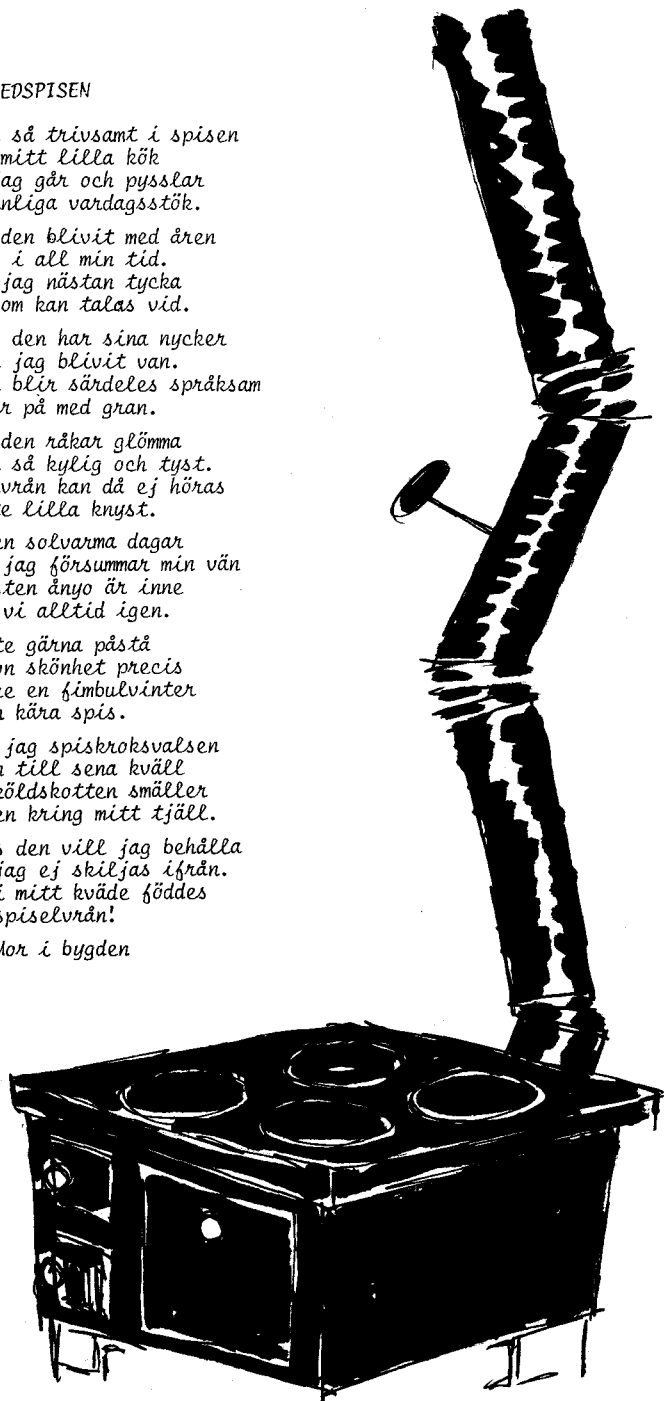 EDSPISEN
så trivsamt i spisen
mitt lilla kök
ag går och pysslar
nliga vardagsstök.
den blivit med åren
i all min tid.
jag nästan tycka
om kan talas vid.
den har sina nycker
jag blivit van.
blir särdeles språksam
r på med gran.
den råkar glömma
så kylig och tyst.
vrån kan då ej höras
e lilla knyst.
en solvarma dagar
jag försummar min vän
ten ånyo är inne
vi alltid igen.
te gärna påstå
on skönhet precis
e en fimbulvinter
n kära spis.
jag spiskroksvalsen
n till sena kväll
köldskotten smäller
en kring mitt tjäll.
s den vill jag behålla
jag ej skiljas ifrån.
i mitt kväde föddes
spiselvrån!
Mor i bygden